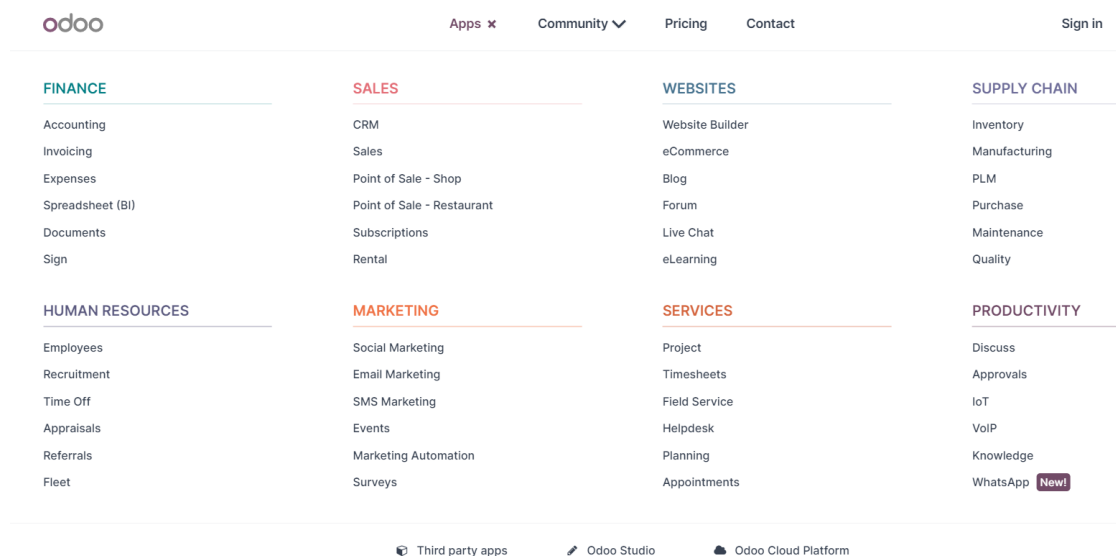 odoo
Apps ×
Community
Pricing
Contact
Sign in
FINANCE
Accounting
Invoicing
Expenses
Spreadsheet (BI)
Documents
Sign
SALES
CRM
Sales
Point of Sale - Shop
Point of Sale - Restaurant
Subscriptions
Rental
WEBSITES
Website Builder
eCommerce
Blog
Forum
Live Chat
eLearning
SUPPLY CHAIN
Inventory
Manufacturing
PLM
Purchase
Maintenance
Quality
HUMAN RESOURCES
Employees
Recruitment
Time Off
Appraisals
Referrals
Fleet
MARKETING
Social Marketing
Email Marketing
SMS Marketing
Events
Marketing Automation
Surveys
SERVICES
Project
Timesheets
Field Service
Helpdesk
Planning
Appointments
PRODUCTIVITY
Discuss
Approvals
IoT
VoIP
Knowledge
WhatsApp New!
Third party apps
Odoo Studio
Odoo Cloud Platform